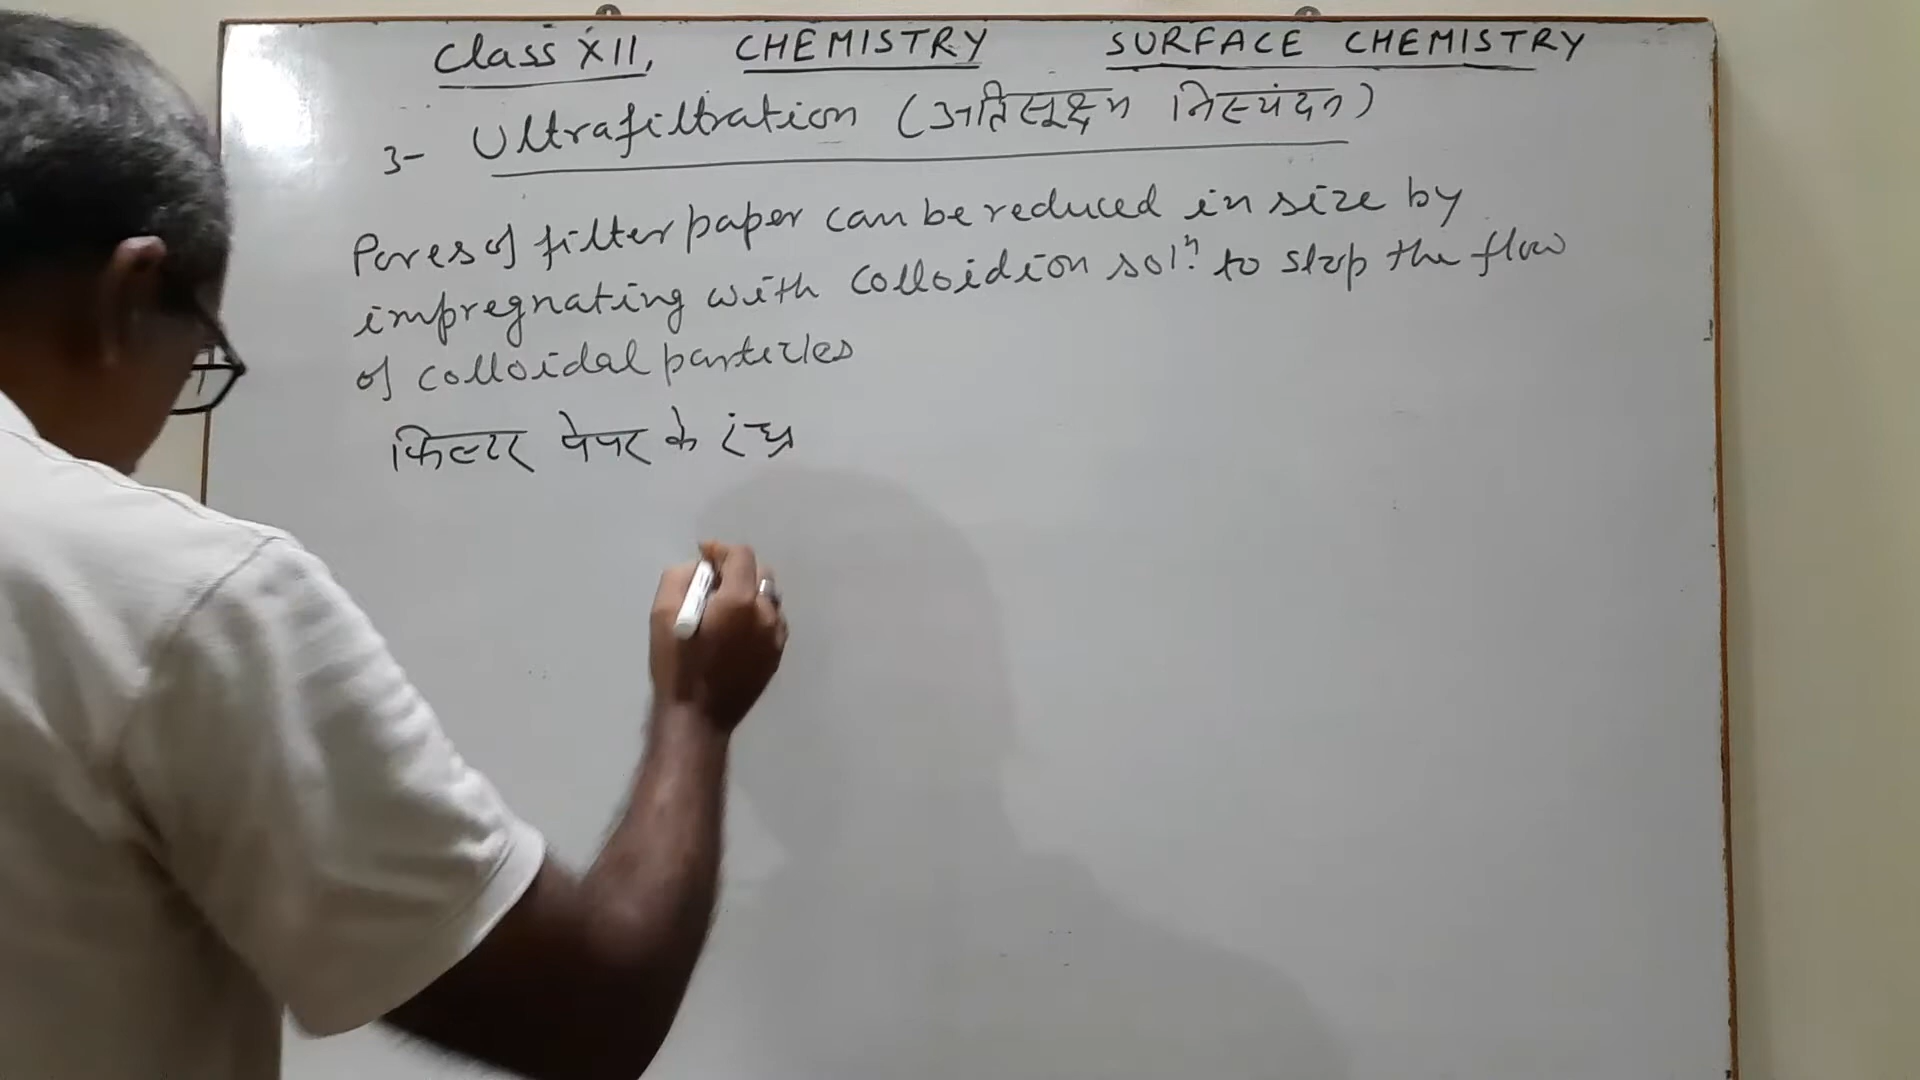 Class XII, CHEMISTRY SURFACE CHEMISTRY
3- Ultrafiltration (अतिसूक्ष्म निस्यंदन)
Pores of filter paper can be reduced in size by
impregnating with colloidion solⁿ. to stop the flow
of colloidal particles
फिल्टर पेपर के रंध्र